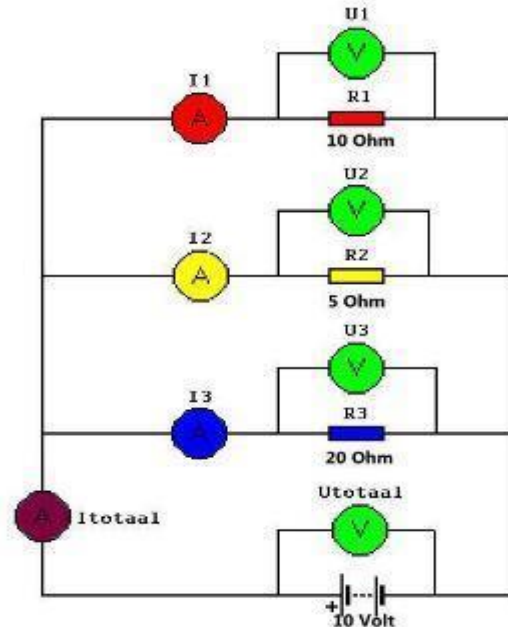 U1
V
I1
A
R1
10 Ohm
U2
V
I2
A
R2
5 Ohm
U3
V
I3
A
R3
20 Ohm
Utotaal
A
Itotaal
V
+
10 Volt